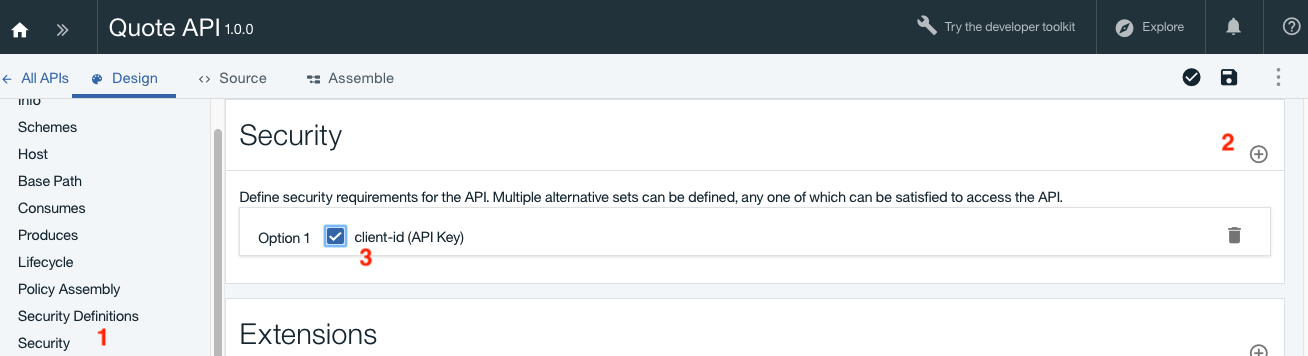 Quote API 1.0.0
Try the developer toolkit
Explore
← All APIs
Design
<> Source
Assemble
Info
Schemes
Host
Base Path
Consumes
Produces
Lifecycle
Policy Assembly
Security Definitions
Security 1
Security
2
Define security requirements for the API. Multiple alternative sets can be defined, any one of which can be satisfied to access the API.
Option 1 client-id (API Key)
3
Extensions